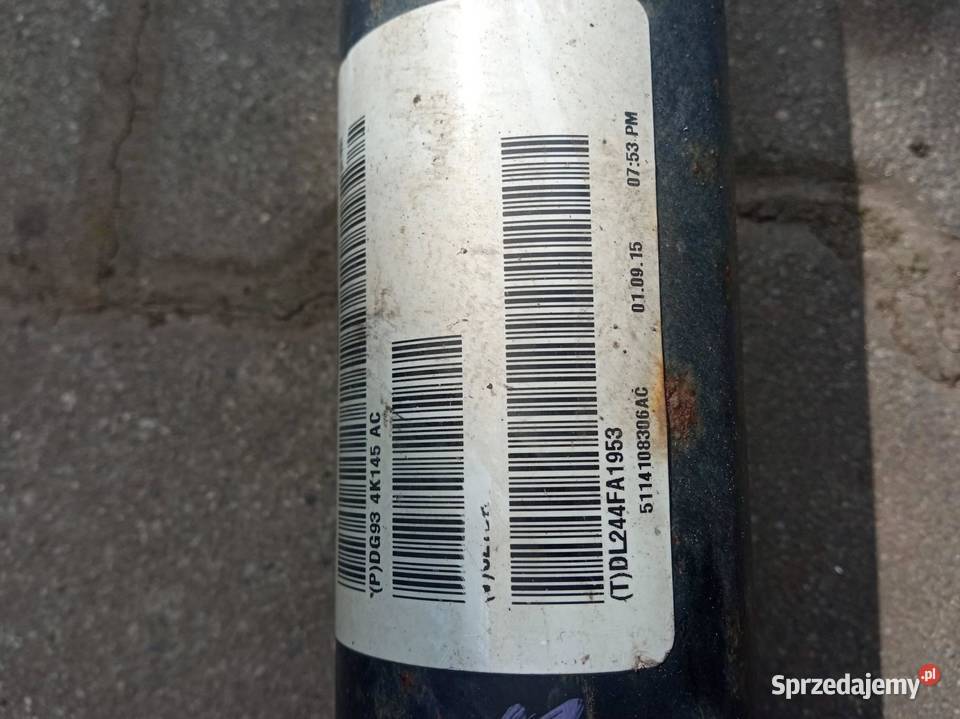 (P)DG93 4K145 AC
(T)DL244FA1953
5114108306AC 01.09.15 07:53 PM
Sprzedajemy.pl